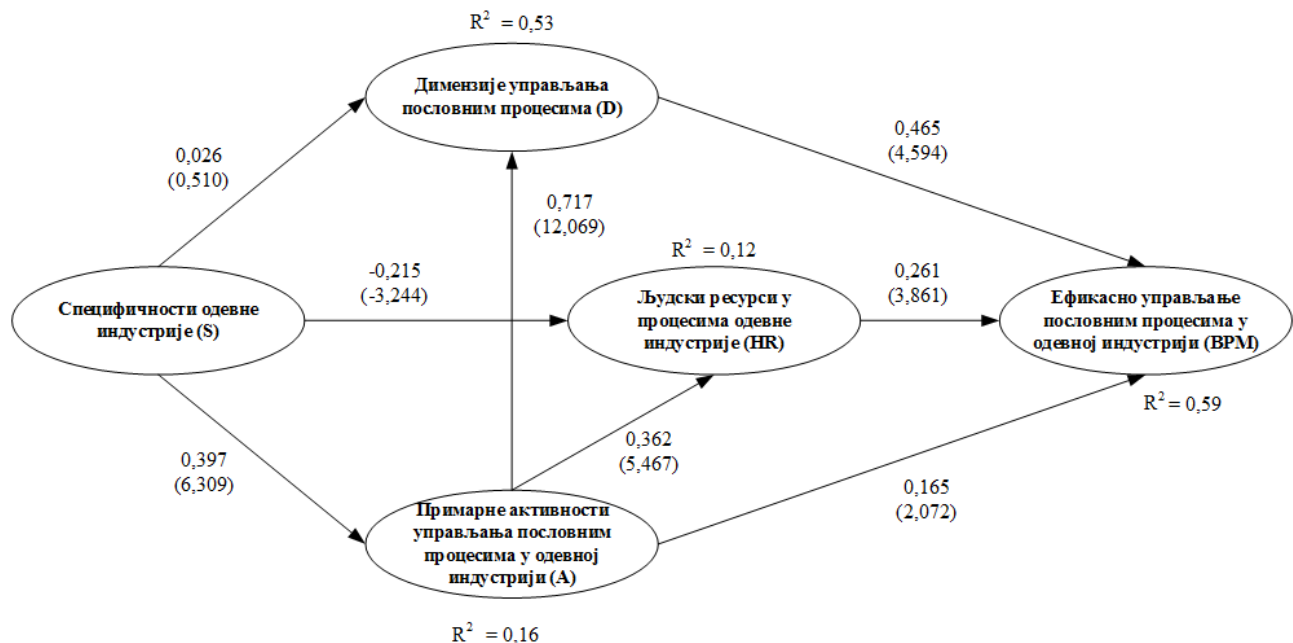 R² = 0,53
Димензије управљања
пословним процесима (D)
0,026
(0,510)
0,465
(4,594)
0,717
(12,069)
R² = 0,12
-0,215
(-3,244)
0,261
(3,861)
Специфичности одевне
индустрије (S)
Људски ресурси у
процесима одевне
индустрије (HR)
Ефикасно управљање
пословним процесима у
одевној индустрији (BPM)
R² = 0,59
0,397
(6,309)
0,362
(5,467)
0,165
(2,072)
Примарне активности
управљања пословним
процесима у одевној
индустрији (A)
R² = 0,16